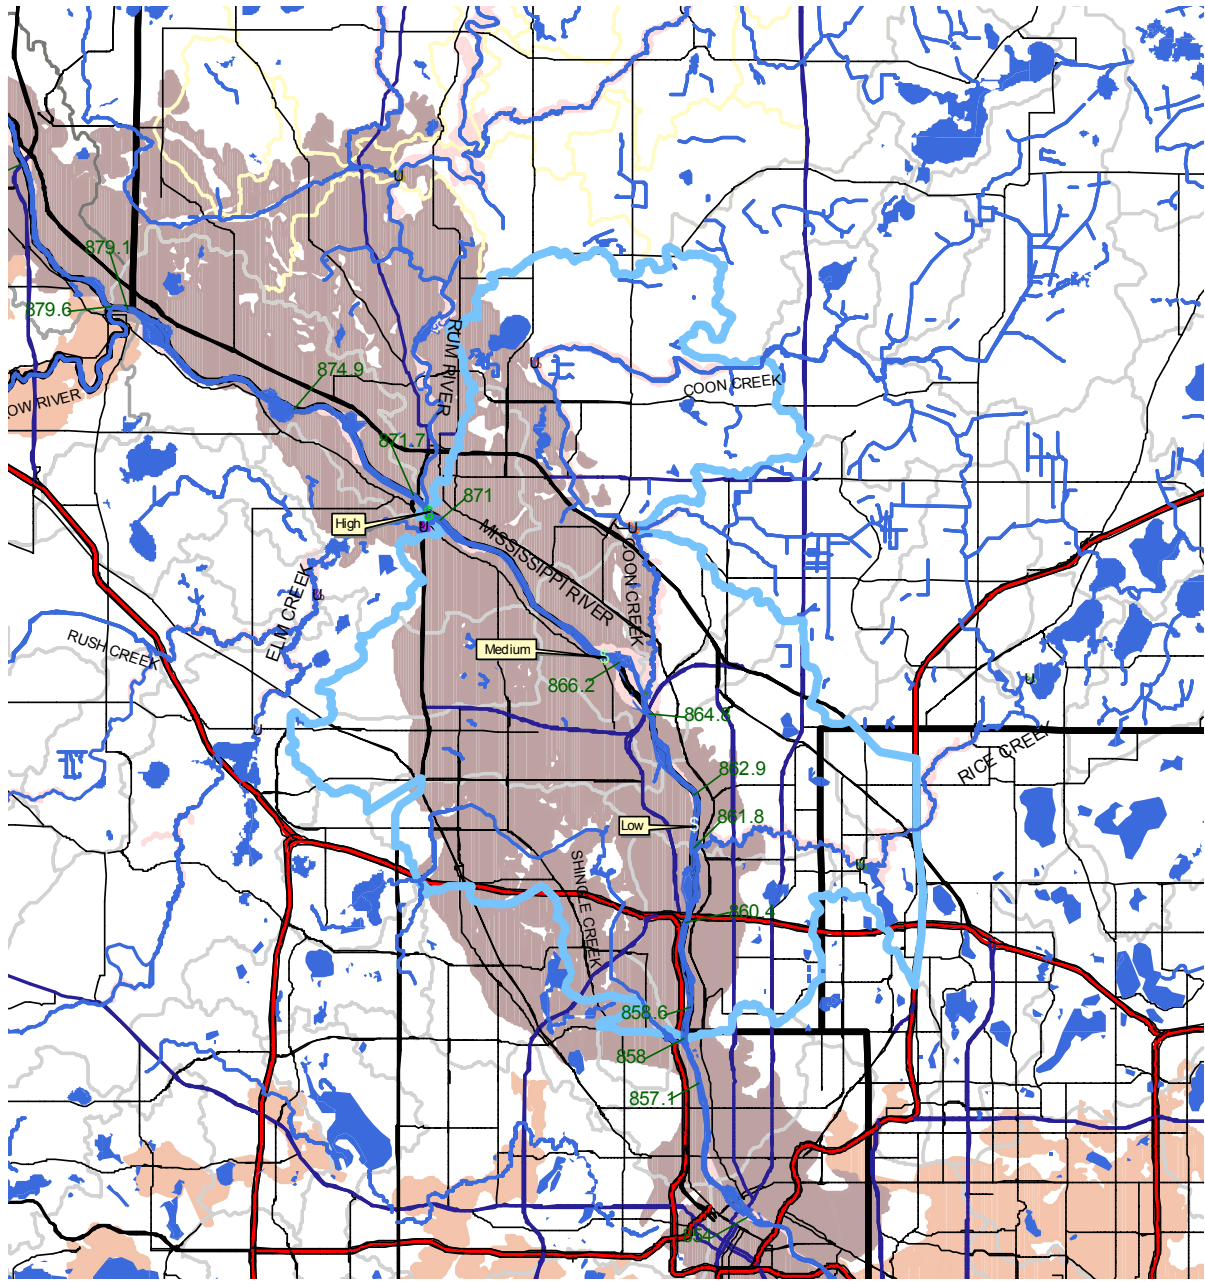 879.1
879.6
RUM RIVER
874.9
COON CREEK
OW RIVER
871.7
871
High
MISSISSIPPI RIVER
COON CREEK
ELM CREEK
RUSH CREEK
Medium
866.2
864.8
RICE CREEK
862.9
861.8
Low
SHINGLE CREEK
860.4
858.6
858
857.1
854